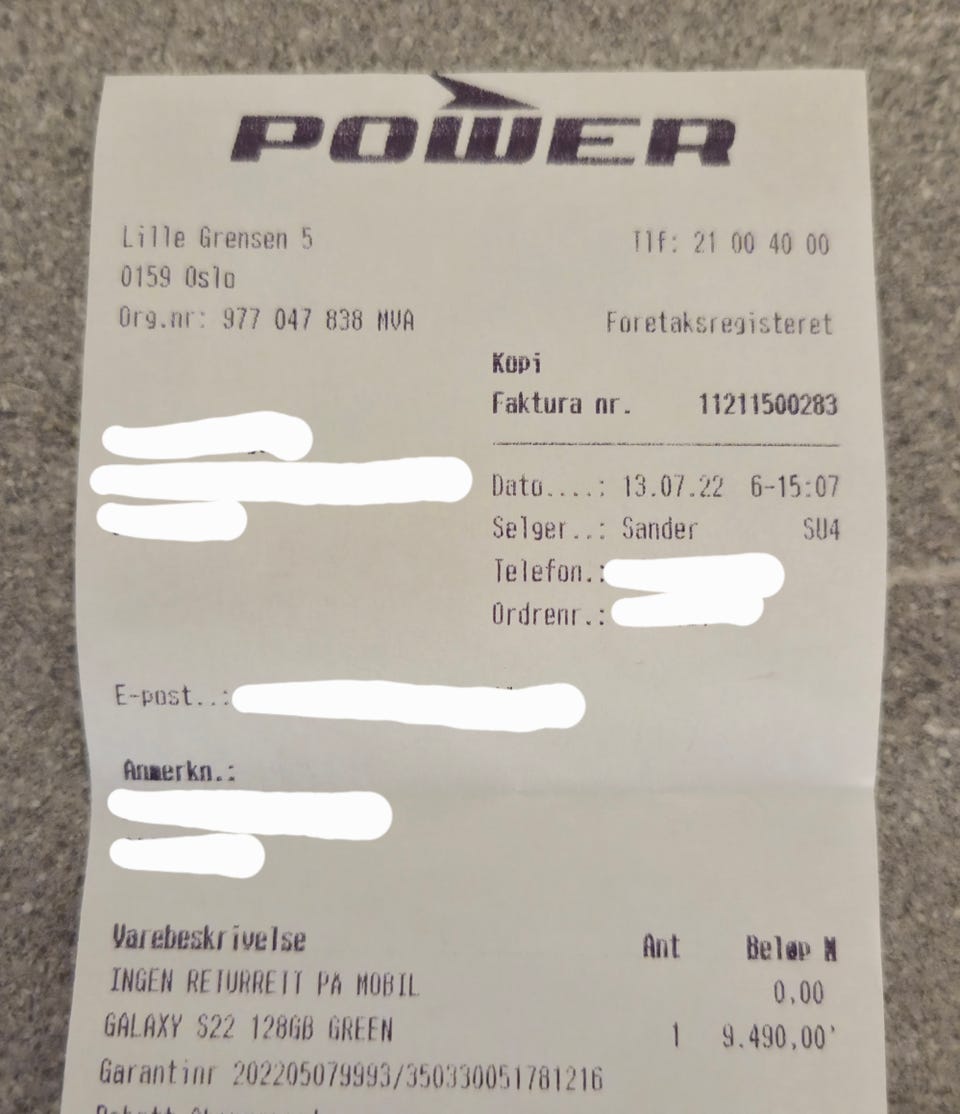 POWER
Lille Grensen 5 Tlf: 21 00 40 00
0159 Oslo
Org.nr: 977 047 838 MVA Foretaksregisteret
Kopi
Faktura nr. 11211500283
Dato....: 13.07.22 6-15:07
Selger..: Sander SU4
Telefon.:
Ordrenr.:
E-post..:
Anmerkn.:
Varebeskrivelse Ant Beløp N
INGEN RETURRETT PÅ MOBIL 0,00
GALAXY S22 128GB GREEN 1 9.490,00'
Garantinr 202205079993/350330051781216